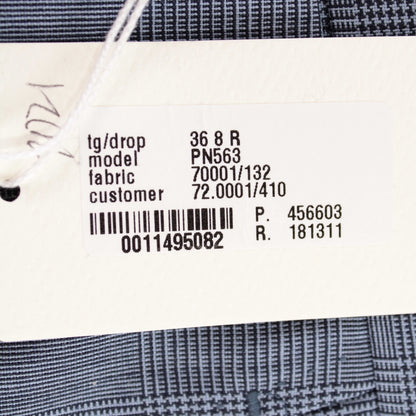 tg/drop 36 8 R
model PN563
fabric 70001/132
customer 72.0001/410
P. 456603
0011495082 R. 181311